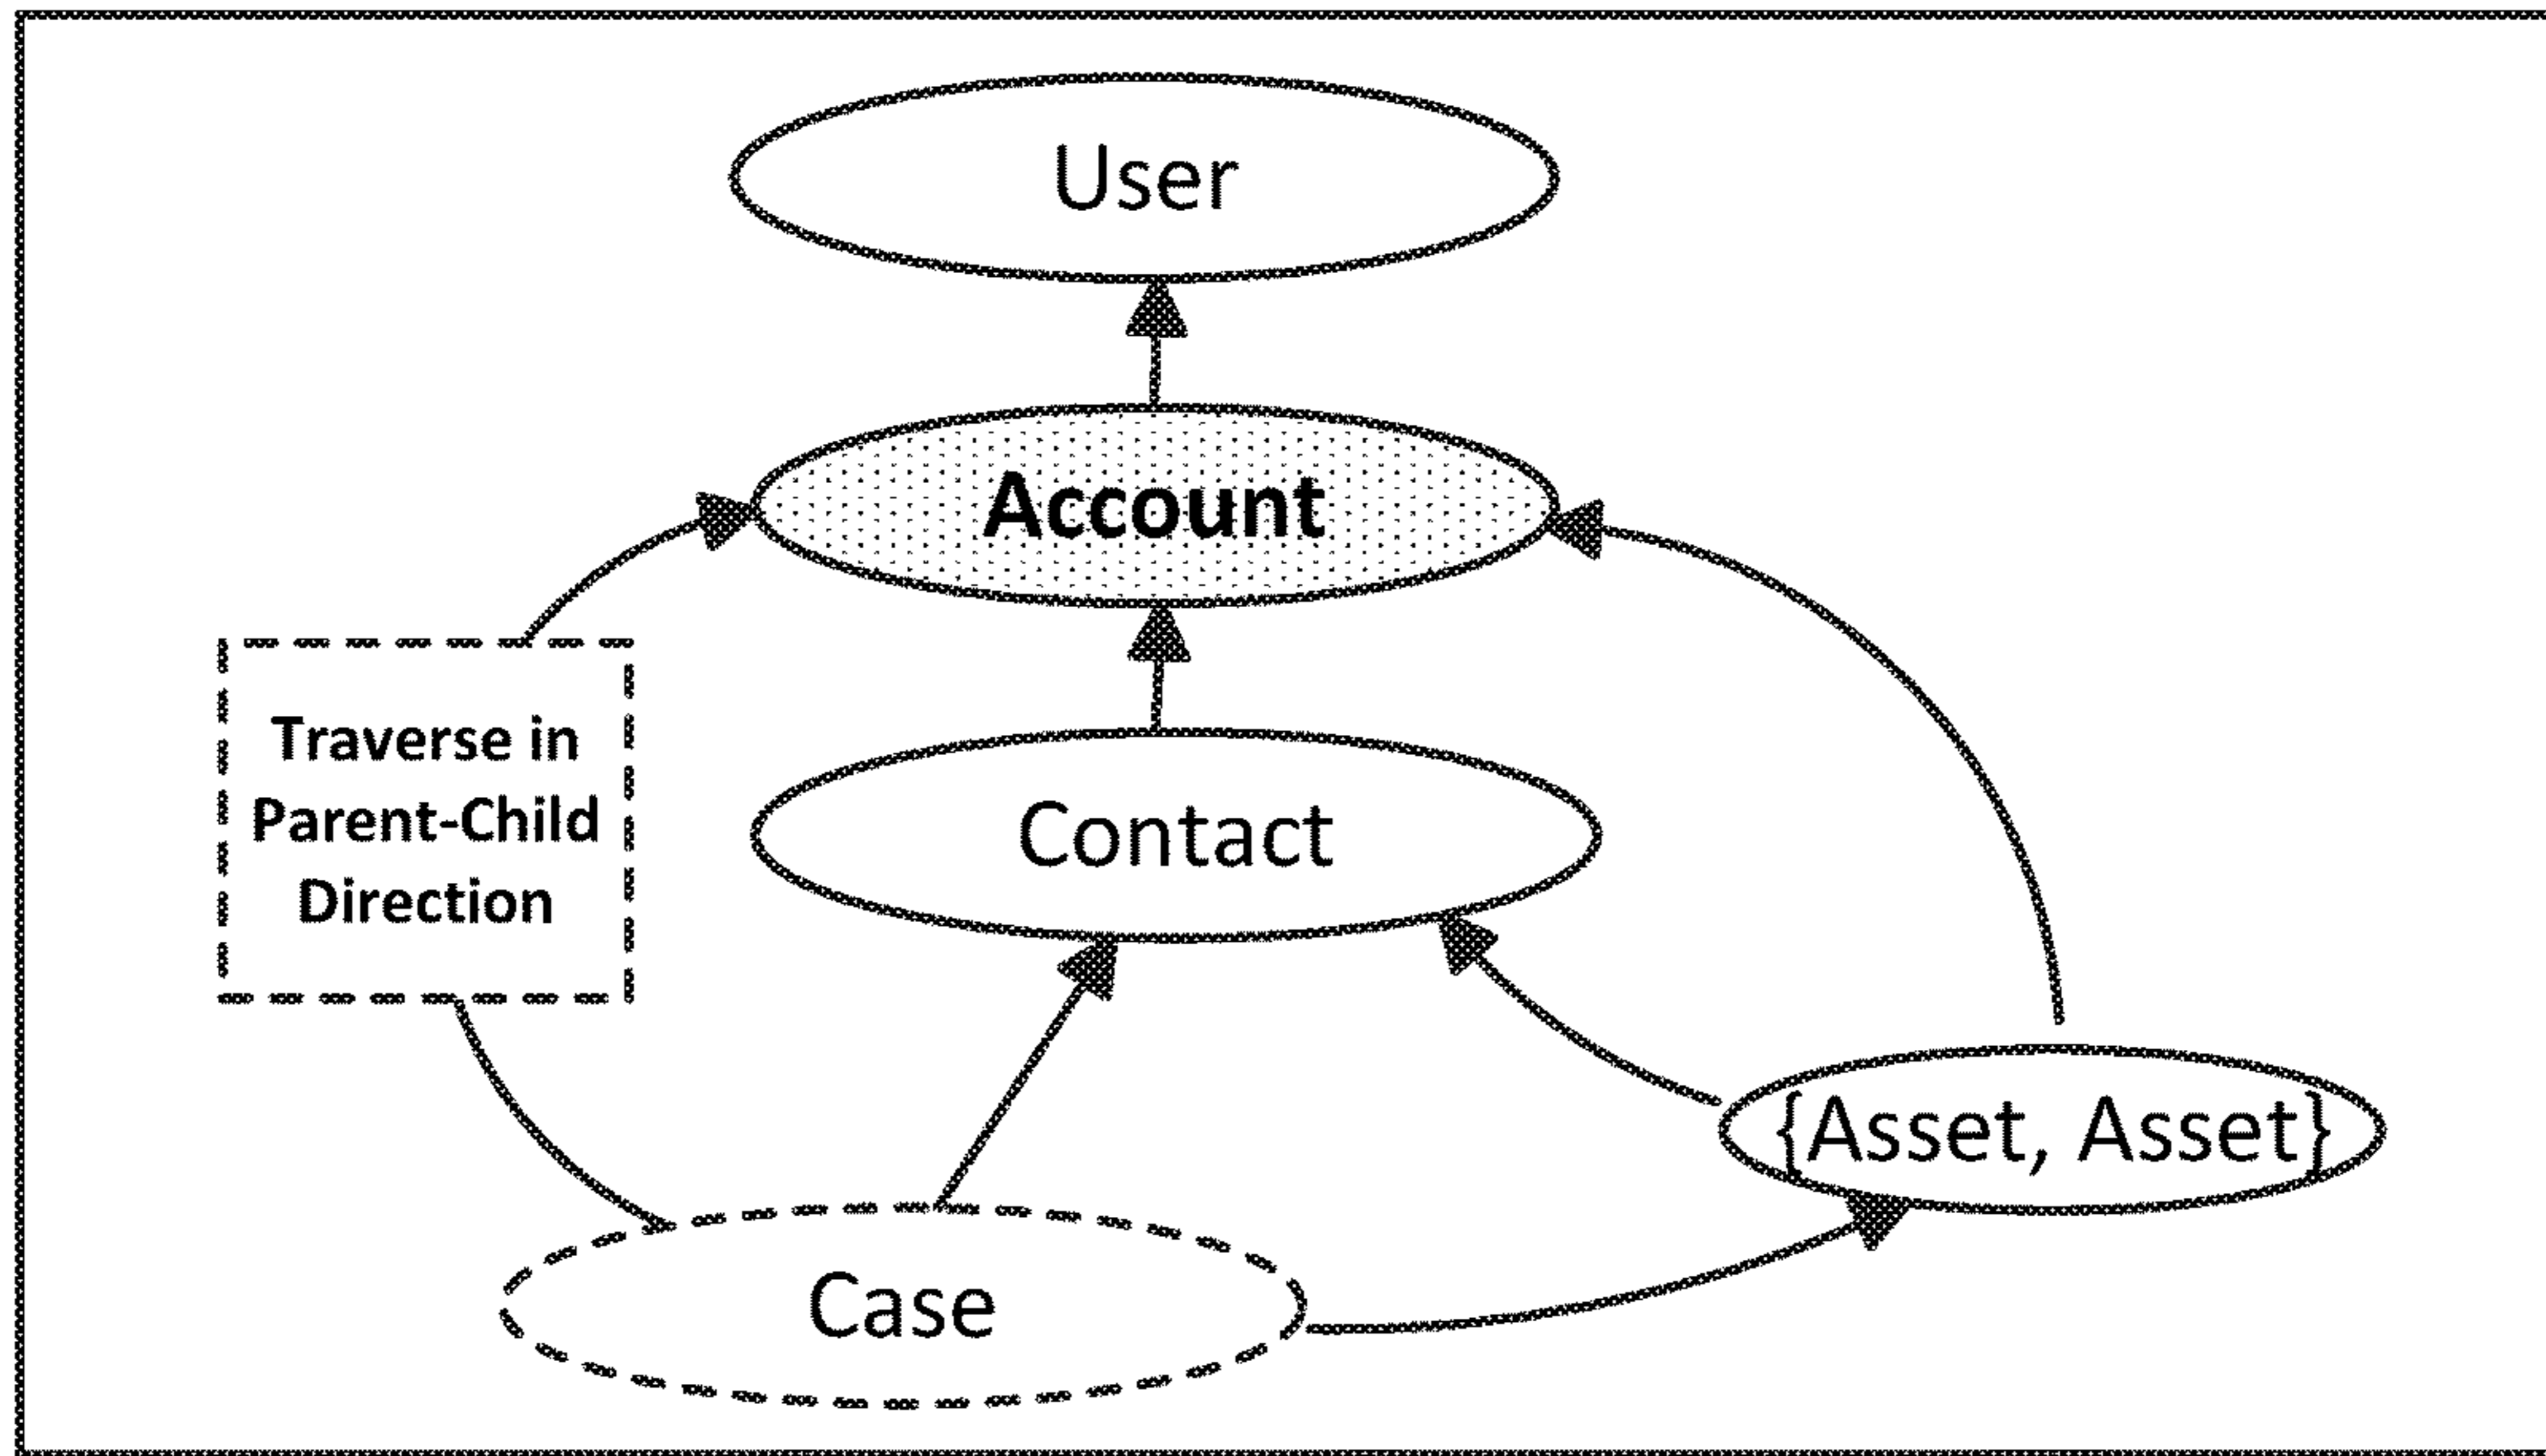 User
Account
Traverse in
Parent-Child
Direction
Contact
{Asset, Asset}
Case